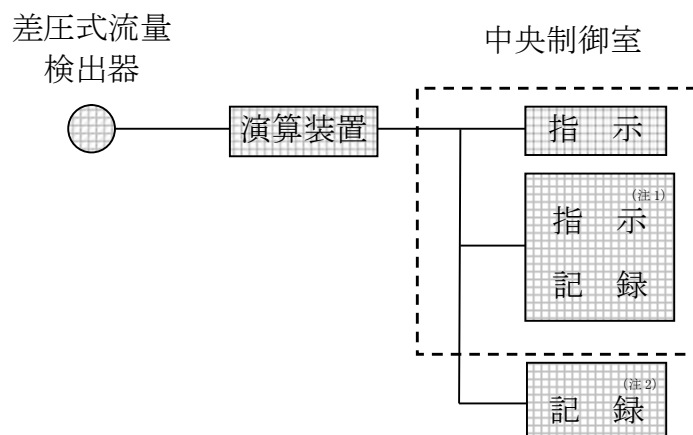 差圧式流量
検出器
中央制御室
演算装置
指　示
(注1)
指　示
記　録
(注2)
記　録